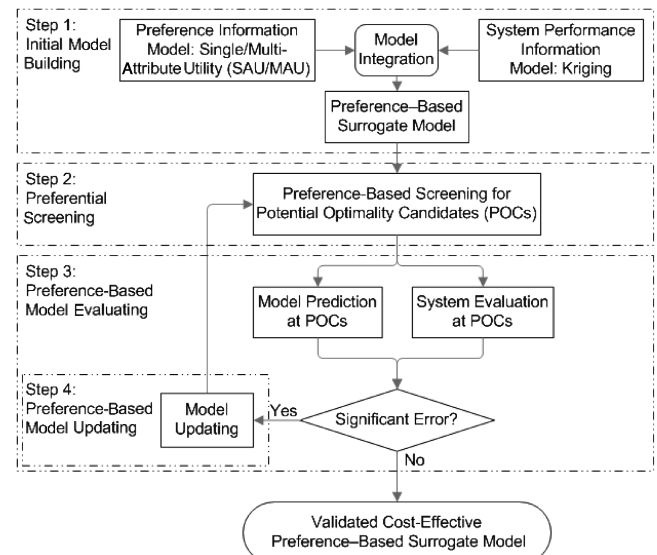 Step 1:
Initial Model
Building
Preference Information
Model: Single/Multi-
Attribute Utility (SAU/MAU)
Model
Integration
System Performance
Information
Model: Kriging
Preference–Based
Surrogate Model
Step 2:
Preferential
Screening
Preference-Based Screening for
Potential Optimality Candidates (POCs)
Step 3:
Preference-Based
Model Evaluating
Model Prediction
at POCs
System Evaluation
at POCs
Step 4:
Preference-Based
Model Updating
Model
Updating
Yes
Significant Error?
No
Validated Cost-Effective
Preference–Based Surrogate Model